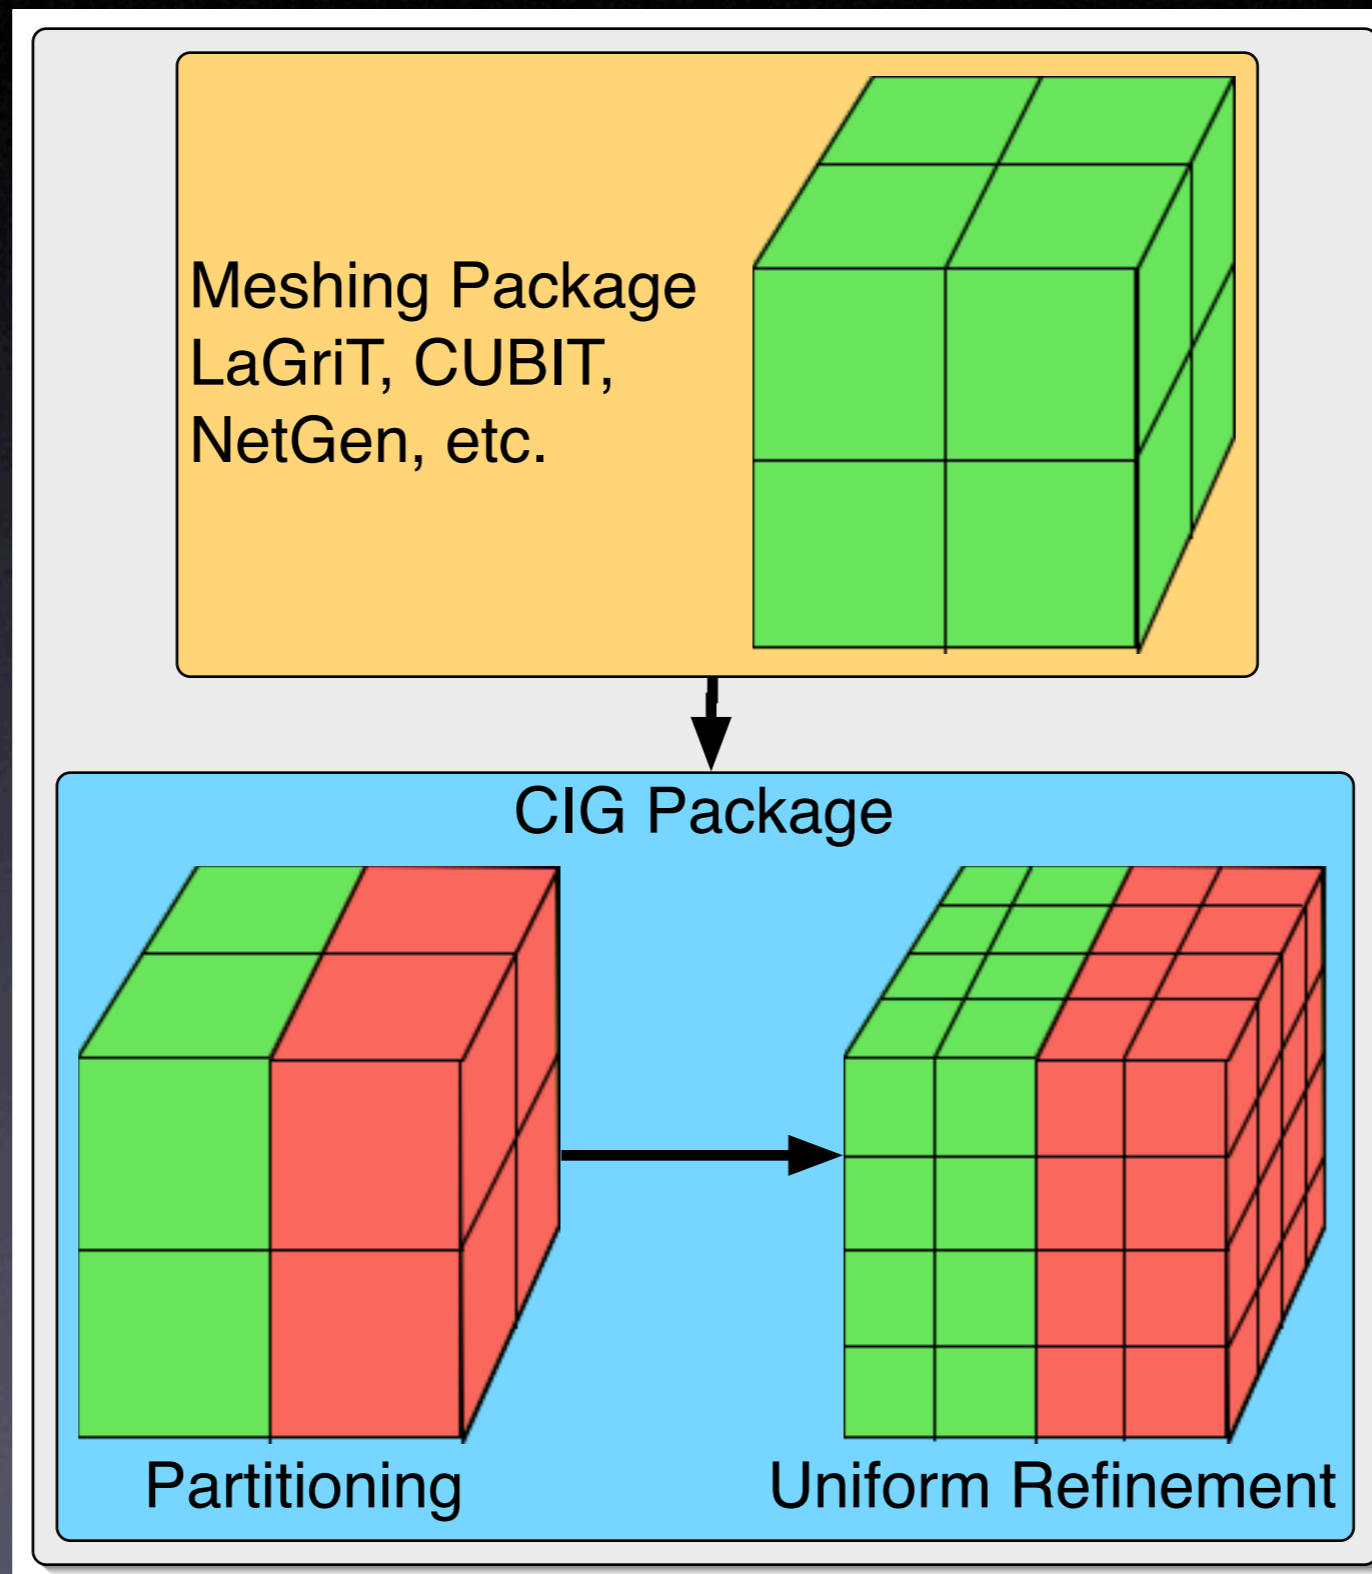 Meshing Package
LaGriT, CUBIT,
NetGen, etc.
CIG Package
Partitioning
Uniform Refinement